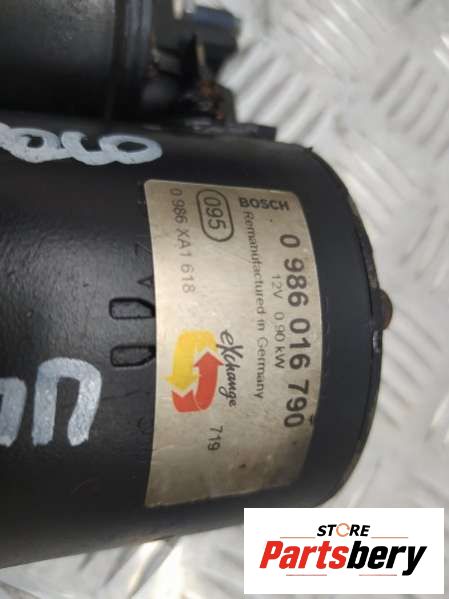 BOSCH
0 986 016 790
12V 0,90 kW
Remanufactured in Germany
095
0 986 XA1 618
eXchange
719
STORE
Partsbery